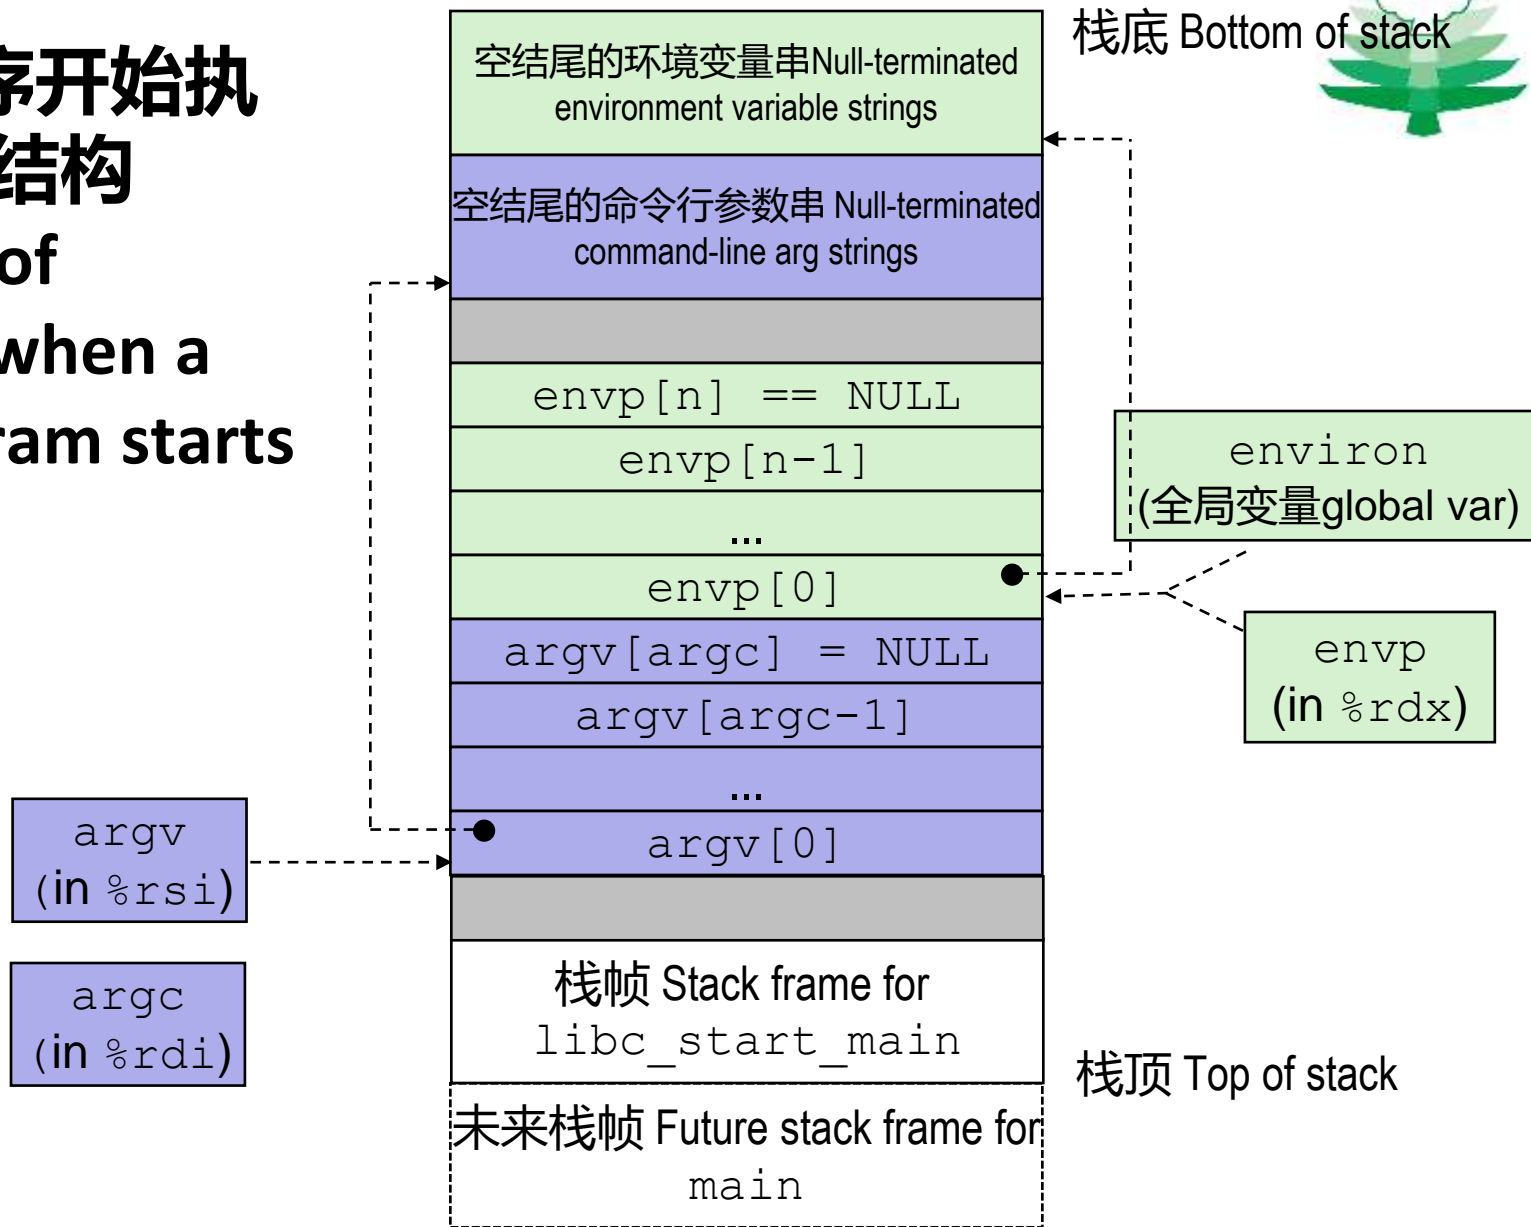 序开始执
结构
of
when a
ram starts
空结尾的环境变量串Null-terminated
environment variable strings
空结尾的命令行参数串 Null-terminated
command-line arg strings
envp[n] == NULL
envp[n-1]
...
envp[0]
argv[argc] = NULL
argv[argc-1]
...
argv[0]
栈帧 Stack frame for
libc_start_main
未来栈帧 Future stack frame for
main
argv
(in %rsi)
argc
(in %rdi)
栈底 Bottom of stack
environ
(全局变量global var)
envp
(in %rdx)
栈顶 Top of stack